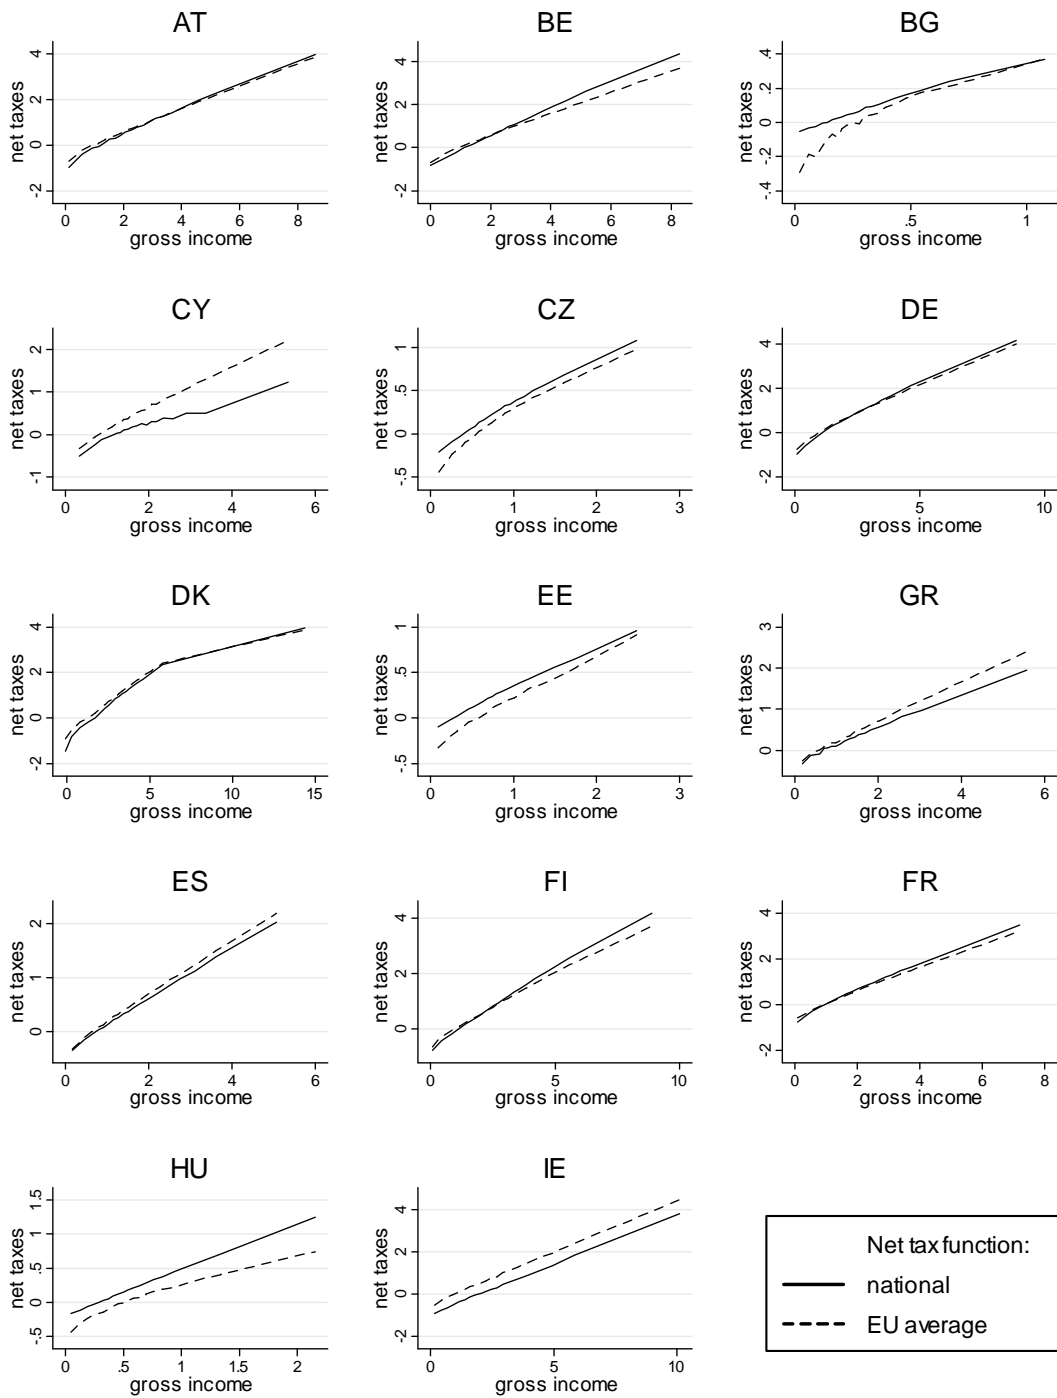 AT
BE
BG
net taxes
-2 0 2 4
0 2 4 6 8
gross income
net taxes
-2 0 2 4
0 2 4 6 8
gross income
net taxes
-.4 -.2 0 .2 .4
0 .5 1
gross income
CY
CZ
DE
net taxes
-1 0 1 2
0 2 4 6
gross income
net taxes
-.5 0 .5 1
0 1 2 3
gross income
net taxes
-2 0 2 4
0 5 10
gross income
DK
EE
GR
net taxes
-2 0 2 4
0 5 10 15
gross income
net taxes
-.5 0 .5 1
0 1 2 3
gross income
net taxes
0 1 2 3
0 2 4 6
gross income
ES
FI
FR
net taxes
0 1 2
0 2 4 6
gross income
net taxes
0 2 4
0 5 10
gross income
net taxes
-2 0 2 4
0 2 4 6 8
gross income
HU
IE
net taxes
-.5 0 .5 1 1.5
0 .5 1 1.5 2
gross income
net taxes
-2 0 2 4
0 5 10
gross income
Net tax function:
national
EU average